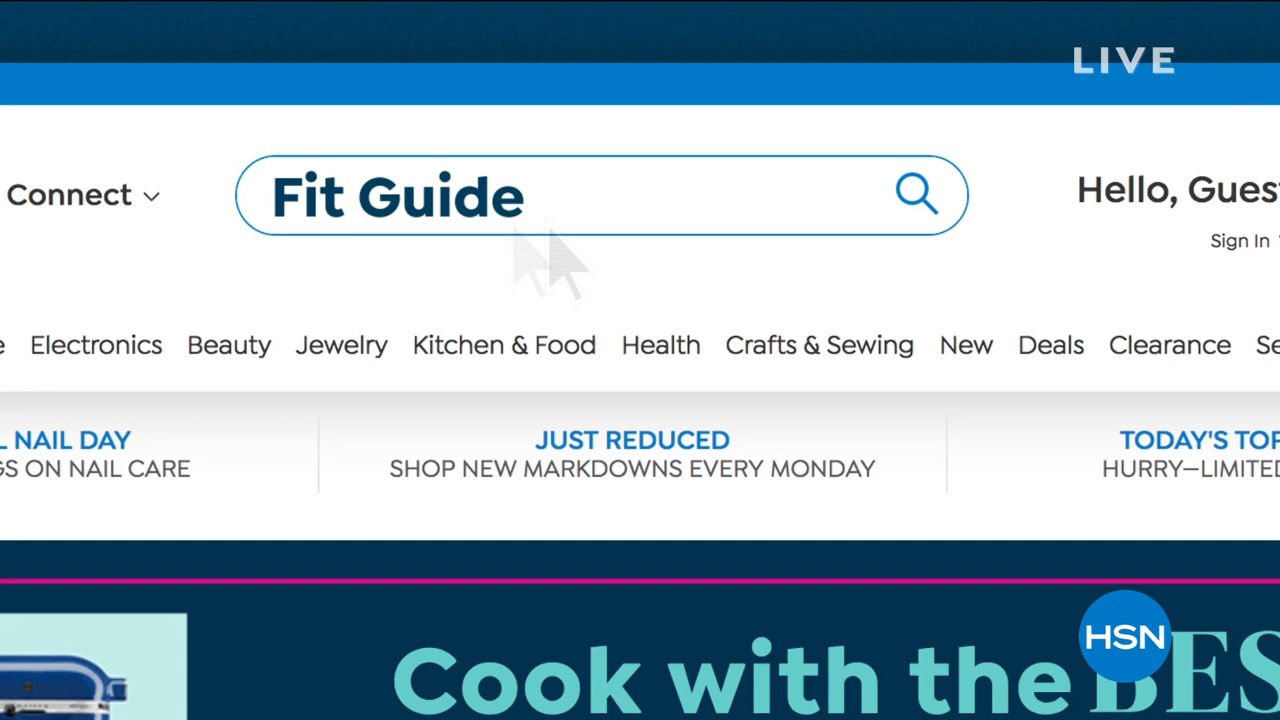 LIVE
Connect
Fit Guide
Hello, Gues
Sign In
Electronics Beauty Jewelry Kitchen & Food Health Crafts & Sewing New Deals Clearance
NAIL DAY JUST REDUCED TODAY'S TOP
ON NAIL CARE SHOP NEW MARKDOWNS EVERY MONDAY HURRY—LIMITED
HSN
Cook with the BES